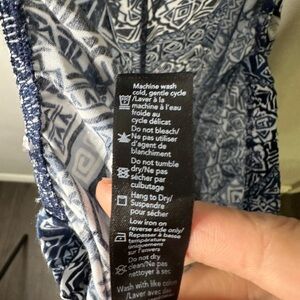 Machine wash
cold, gentle cycle
/Laver à la
machine à l'eau
froide au
cycle délicat
Do not bleach/
Ne pas utiliser
d'agent de
blanchiment
Do not tumble
dry/Ne pas
sécher par
culbutage
Hang to Dry/
Suspendre
pour sécher
Low iron on
reverse side only/
Repasser à basse
température
uniquement
sur l'envers
Do not dry
clean/Ne pas
nettoyer à sec
Wash with like colors
/Laver avec des